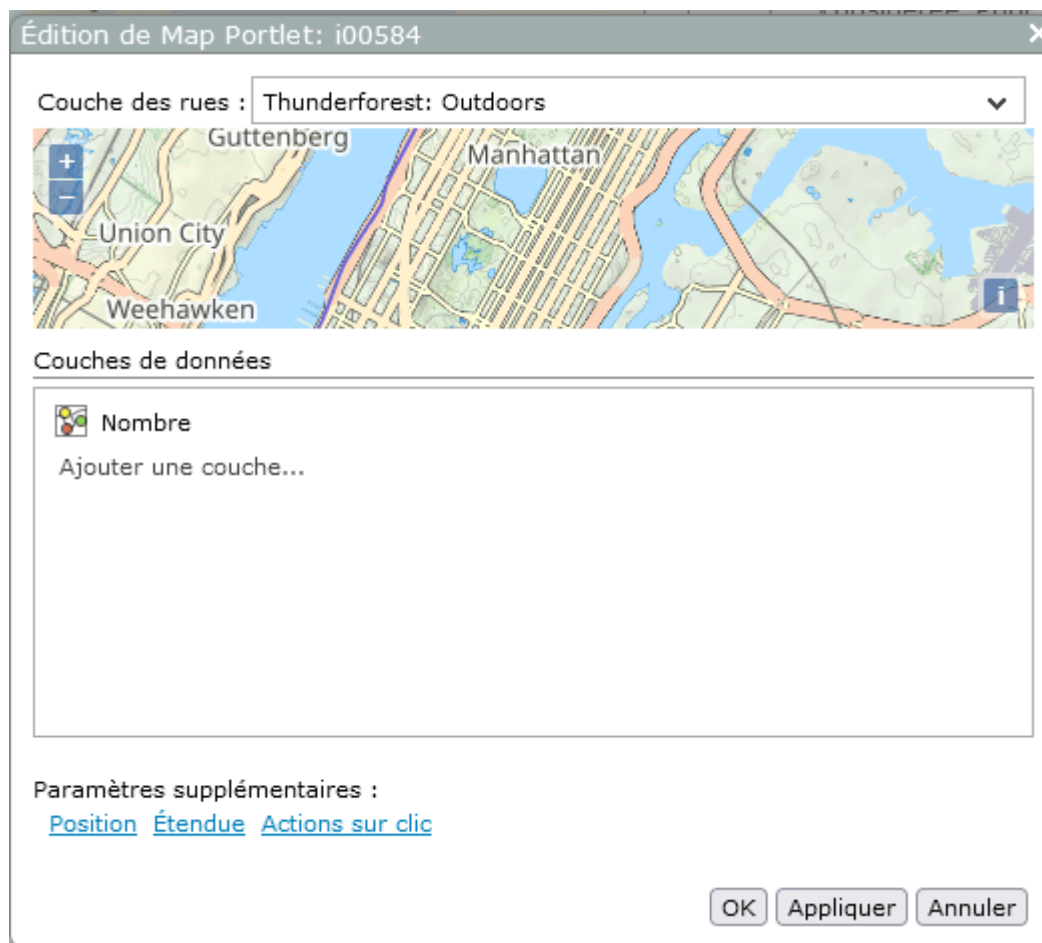 Édition de Map Portlet: i00584
Couche des rues : Thunderforest: Outdoors
Guttenberg
Manhattan
+
−
Union City
Weehawken
i
Couches de données
Nombre
Ajouter une couche...
Paramètres supplémentaires :
Position Étendue Actions sur clic
OK Appliquer Annuler